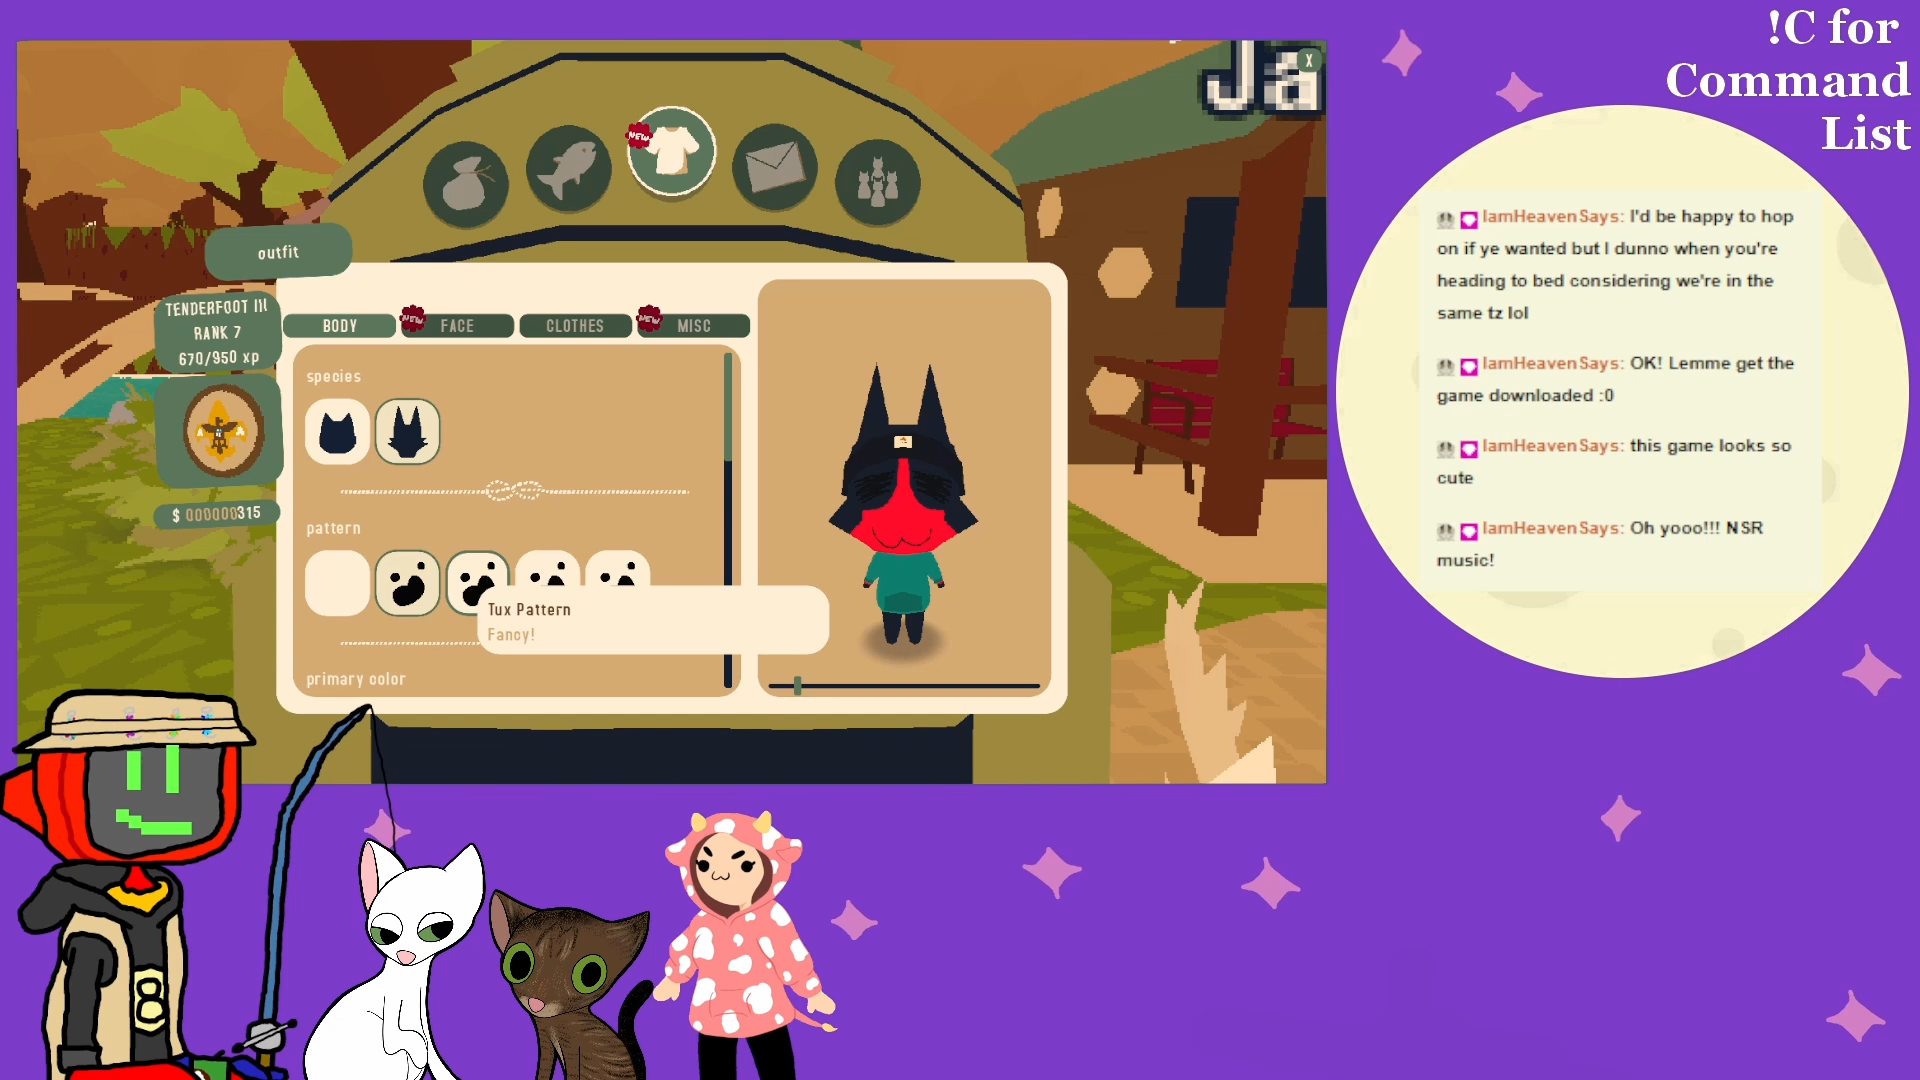 !C for
Command
List
Ja
X
NEW
outfit
TENDERFOOT III
RANK 7
670/950 xp
$ 000000315
BODY
NEW
FACE
CLOTHES
NEW
MISC
species
pattern
Tux Pattern
Fancy!
primary color
IamHeavenSays: I'd be happy to hop
on if ye wanted but I dunno when you're
heading to bed considering we're in the
same tz lol
IamHeavenSays: OK! Lemme get the
game downloaded :0
IamHeavenSays: this game looks so
cute
IamHeavenSays: Oh yooo!!! NSR
music!
8